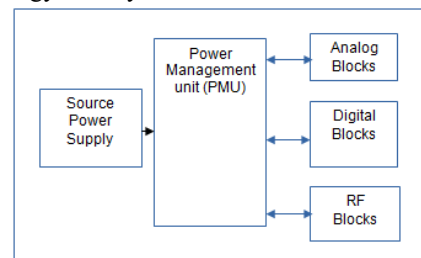 Power
Management
unit (PMU)
Analog
Blocks
Source
Power
Supply
Digital
Blocks
RF
Blocks